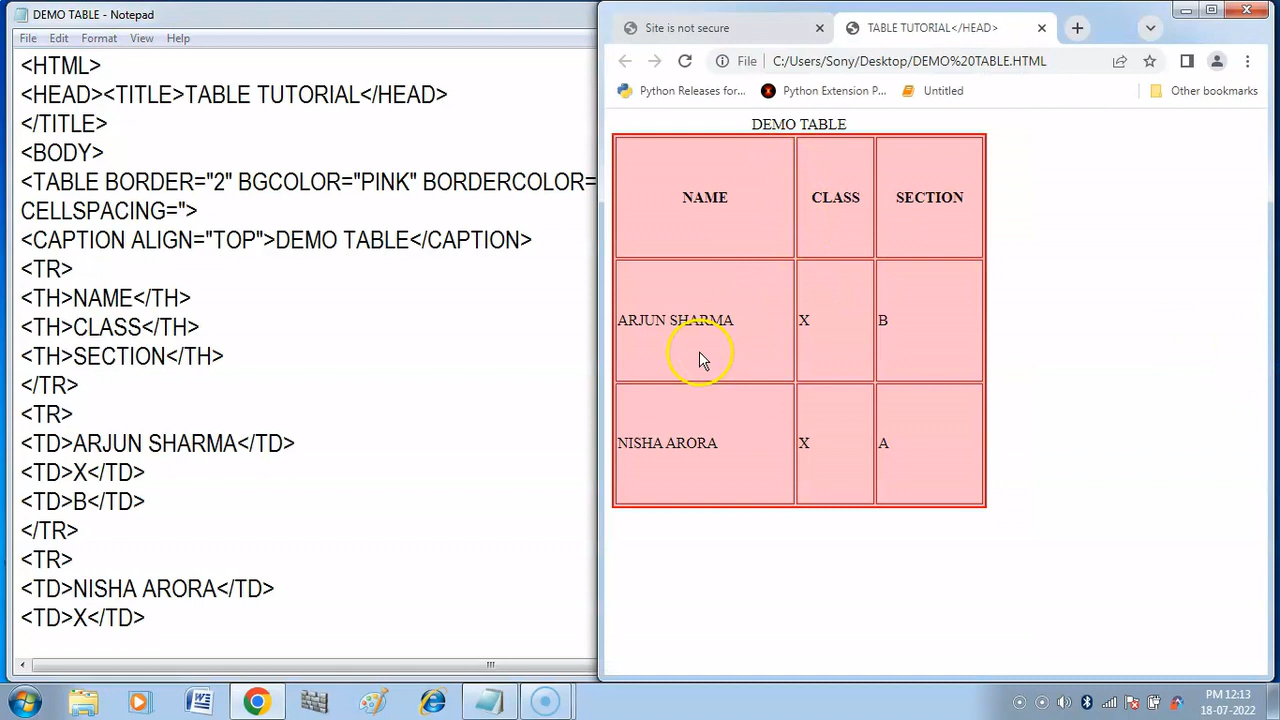 DEMO TABLE - Notepad
File Edit Format View Help
<HTML>
<HEAD><TITLE>TABLE TUTORIAL</HEAD>
</TITLE>
<BODY>
<TABLE BORDER="2" BGCOLOR="PINK" BORDERCOLOR=
CELLSPACING=">
<CAPTION ALIGN="TOP">DEMO TABLE</CAPTION>
<TR>
<TH>NAME</TH>
<TH>CLASS</TH>
<TH>SECTION</TH>
</TR>
<TR>
<TD>ARJUN SHARMA</TD>
<TD>X</TD>
<TD>B</TD>
</TR>
<TR>
<TD>NISHA ARORA</TD>
<TD>X</TD>
Site is not secure
TABLE TUTORIAL</HEAD>
File C:/Users/Sony/Desktop/DEMO%20TABLE.HTML
Python Releases for... Python Extension P... Untitled Other bookmarks
DEMO TABLE
NAME CLASS SECTION
ARJUN SHARMA X B
NISHA ARORA X A
PM 12:13
18-07-2022